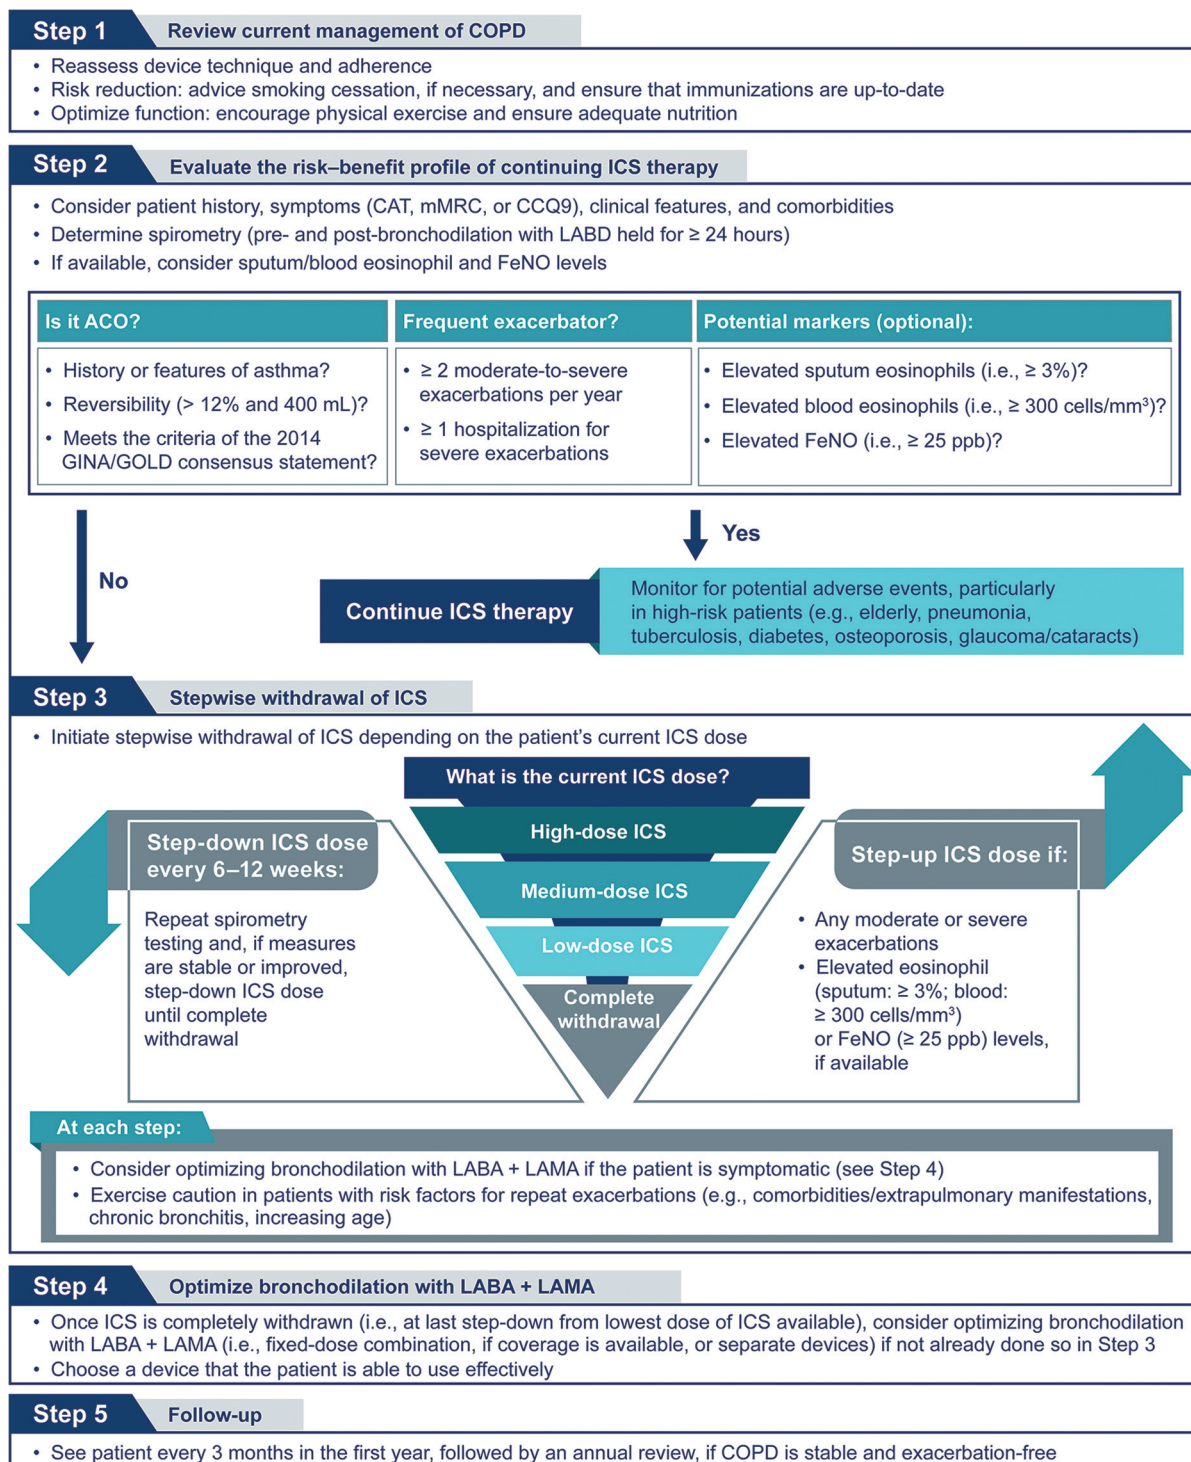 Step 1
Review current management of COPD
• Reassess device technique and adherence
• Risk reduction: advice smoking cessation, if necessary, and ensure that immunizations are up-to-date
• Optimize function: encourage physical exercise and ensure adequate nutrition
Step 2
Evaluate the risk–benefit profile of continuing ICS therapy
• Consider patient history, symptoms (CAT, mMRC, or CCQ9), clinical features, and comorbidities
• Determine spirometry (pre- and post-bronchodilation with LABD held for ≥ 24 hours)
• If available, consider sputum/blood eosinophil and FeNO levels
Is it ACO?
• History or features of asthma?
• Reversibility (> 12% and 400 mL)?
• Meets the criteria of the 2014
GINA/GOLD consensus statement?
Frequent exacerbator?
• ≥ 2 moderate-to-severe
exacerbations per year
• ≥ 1 hospitalization for
severe exacerbations
Potential markers (optional):
• Elevated sputum eosinophils (i.e., ≥ 3%)?
• Elevated blood eosinophils (i.e., ≥ 300 cells/mm³)?
• Elevated FeNO (i.e., ≥ 25 ppb)?
No
Yes
Continue ICS therapy
Monitor for potential adverse events, particularly
in high-risk patients (e.g., elderly, pneumonia,
tuberculosis, diabetes, osteoporosis, glaucoma/cataracts)
Step 3
Stepwise withdrawal of ICS
• Initiate stepwise withdrawal of ICS depending on the patient's current ICS dose
What is the current ICS dose?
High-dose ICS
Medium-dose ICS
Low-dose ICS
Complete
withdrawal
Step-down ICS dose
every 6–12 weeks:
Repeat spirometry
testing and, if measures
are stable or improved,
step-down ICS dose
until complete
withdrawal
Step-up ICS dose if:
• Any moderate or severe
exacerbations
• Elevated eosinophil
(sputum: ≥ 3%; blood:
≥ 300 cells/mm³)
or FeNO (≥ 25 ppb) levels,
if available
At each step:
• Consider optimizing bronchodilation with LABA + LAMA if the patient is symptomatic (see Step 4)
• Exercise caution in patients with risk factors for repeat exacerbations (e.g., comorbidities/extrapulmonary manifestations,
chronic bronchitis, increasing age)
Step 4
Optimize bronchodilation with LABA + LAMA
• Once ICS is completely withdrawn (i.e., at last step-down from lowest dose of ICS available), consider optimizing bronchodilation
with LABA + LAMA (i.e., fixed-dose combination, if coverage is available, or separate devices) if not already done so in Step 3
• Choose a device that the patient is able to use effectively
Step 5
Follow-up
• See patient every 3 months in the first year, followed by an annual review, if COPD is stable and exacerbation-free